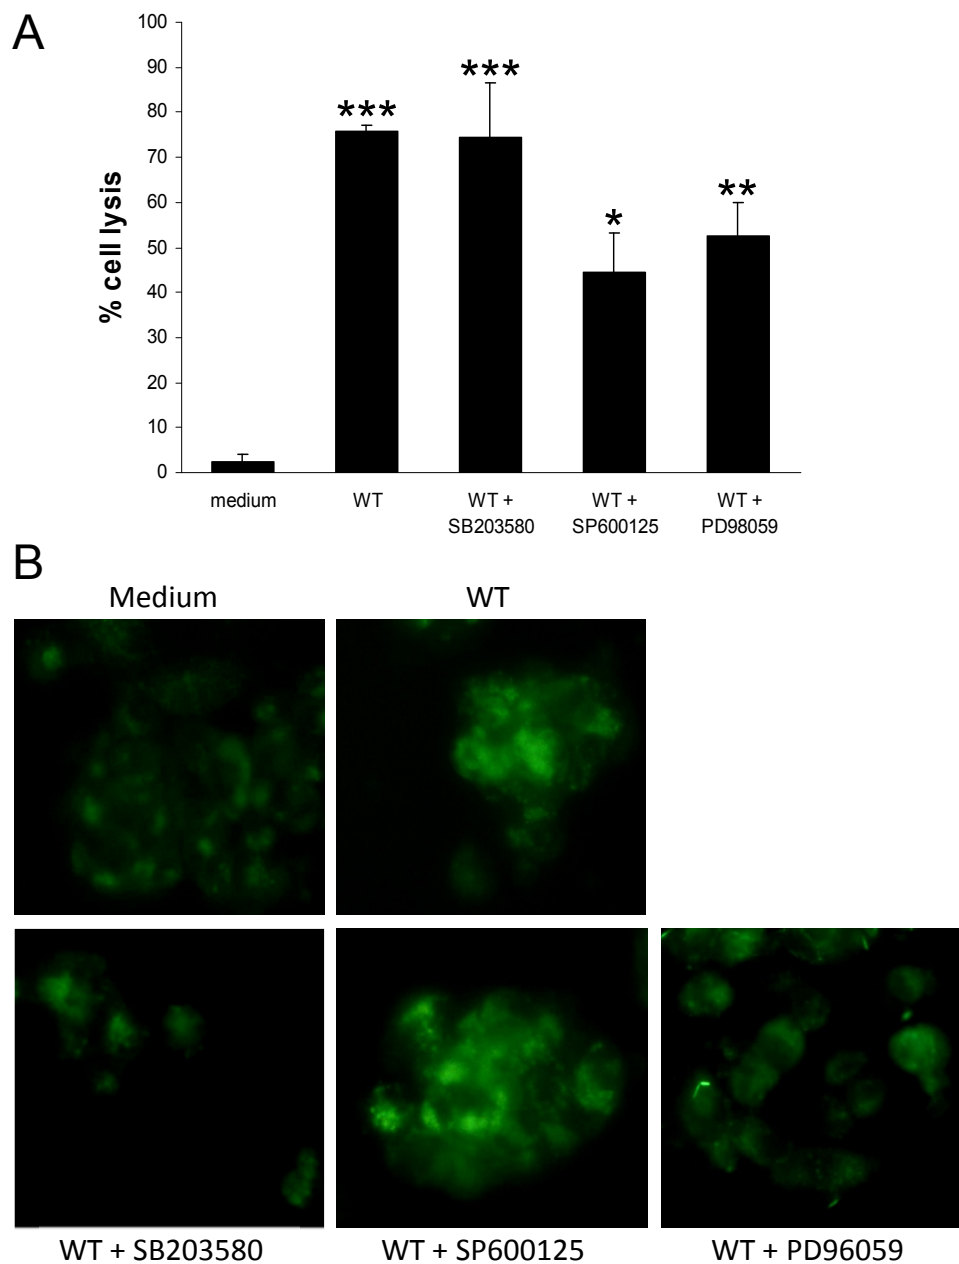 A
100
90
80
70
60
50
40
30
20
10
0
% cell lysis
***
***
*
**
medium
WT
WT +
SB203580
WT +
SP600125
WT +
PD98059
B
Medium
WT
WT + SB203580
WT + SP600125
WT + PD96059